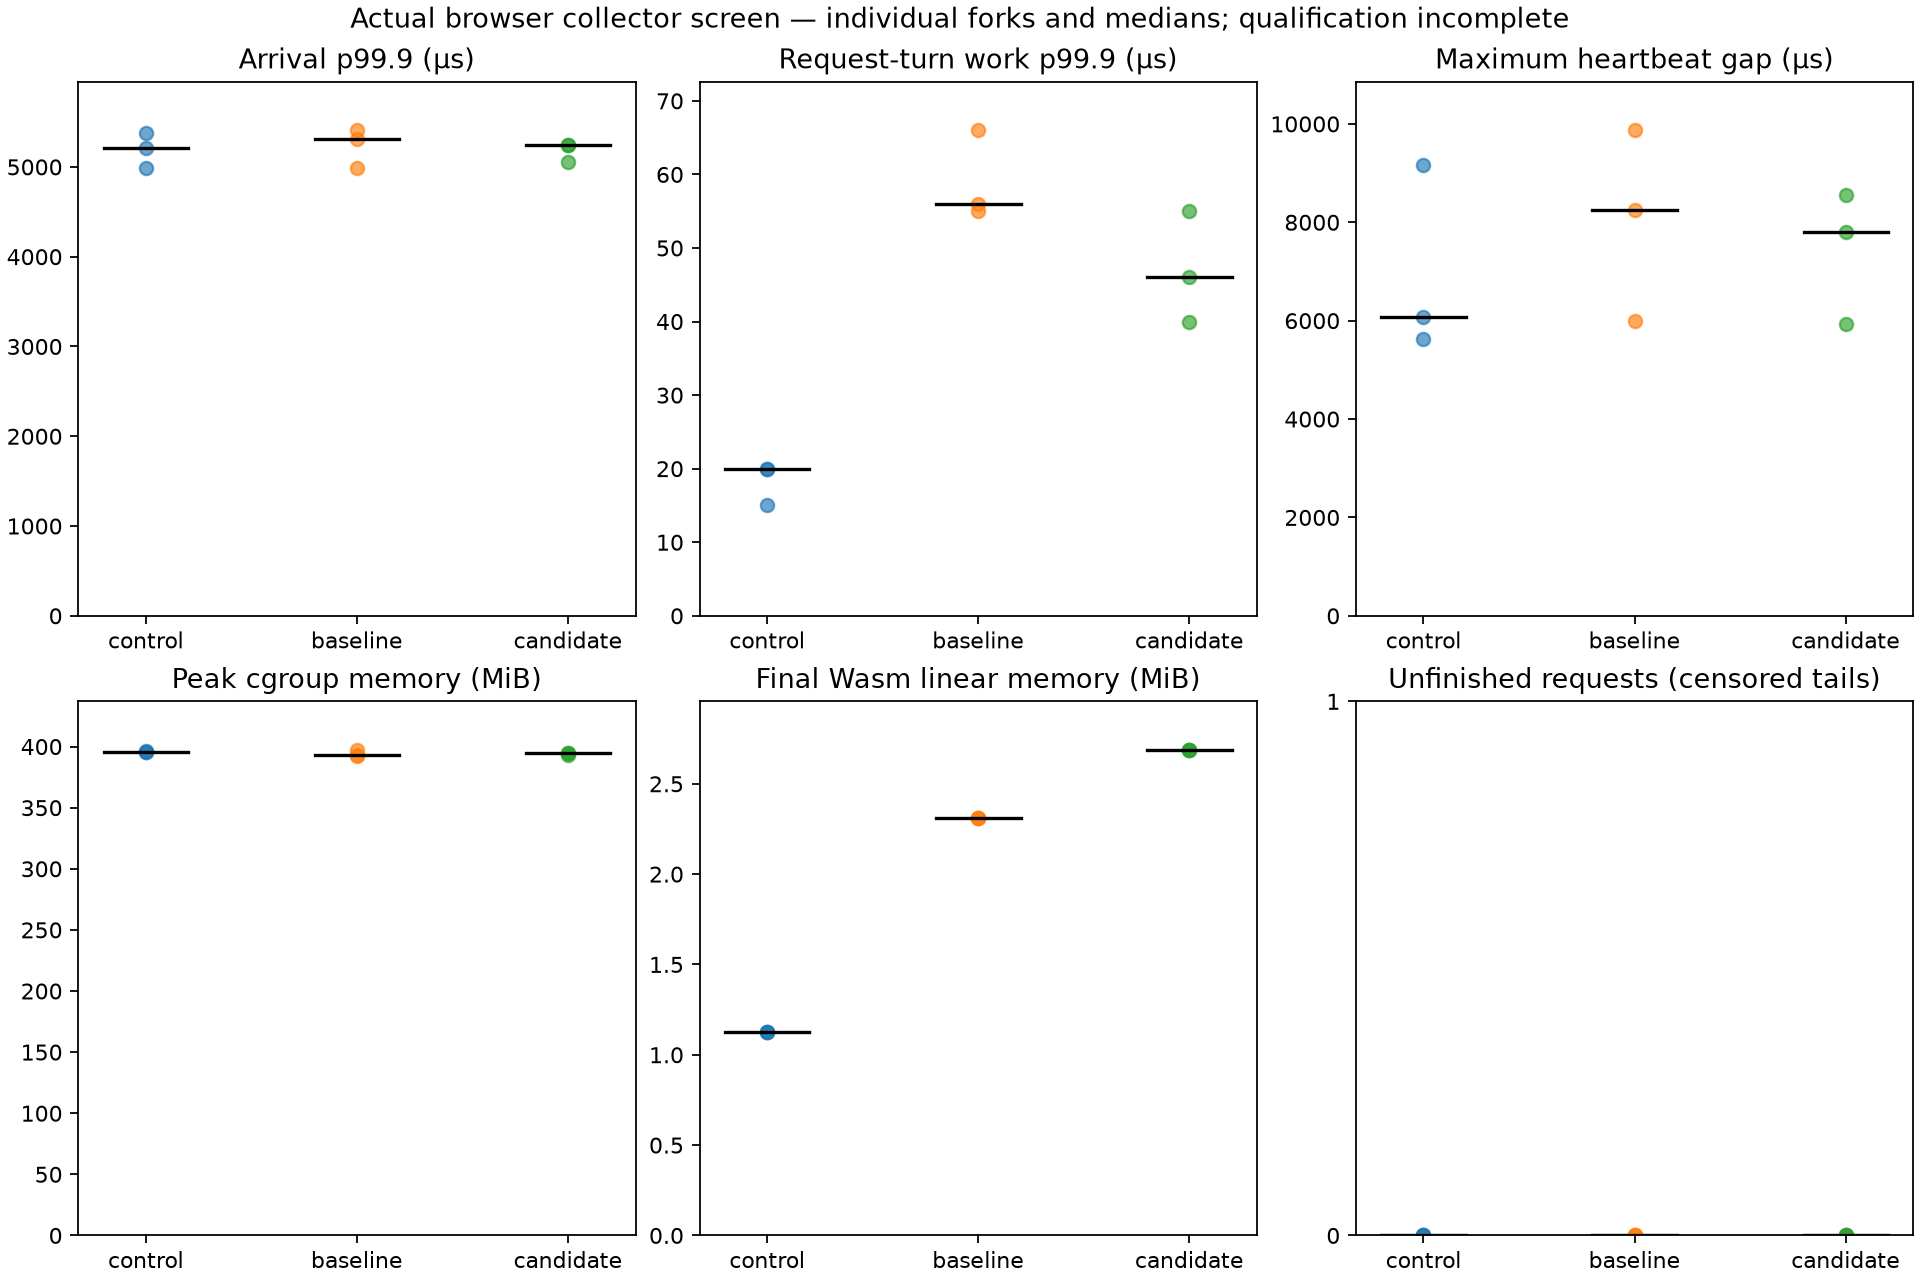 Actual browser collector screen — individual forks and medians; qualification incomplete
Arrival p99.9 (µs)
5000
4000
3000
2000
1000
0
control baseline candidate
Request-turn work p99.9 (µs)
70
60
50
40
30
20
10
0
control baseline candidate
Maximum heartbeat gap (µs)
10000
8000
6000
4000
2000
0
control baseline candidate
Peak cgroup memory (MiB)
400
350
300
250
200
150
100
50
0
control baseline candidate
Final Wasm linear memory (MiB)
2.5
2.0
1.5
1.0
0.5
0.0
control baseline candidate
Unfinished requests (censored tails)
1
0
control baseline candidate